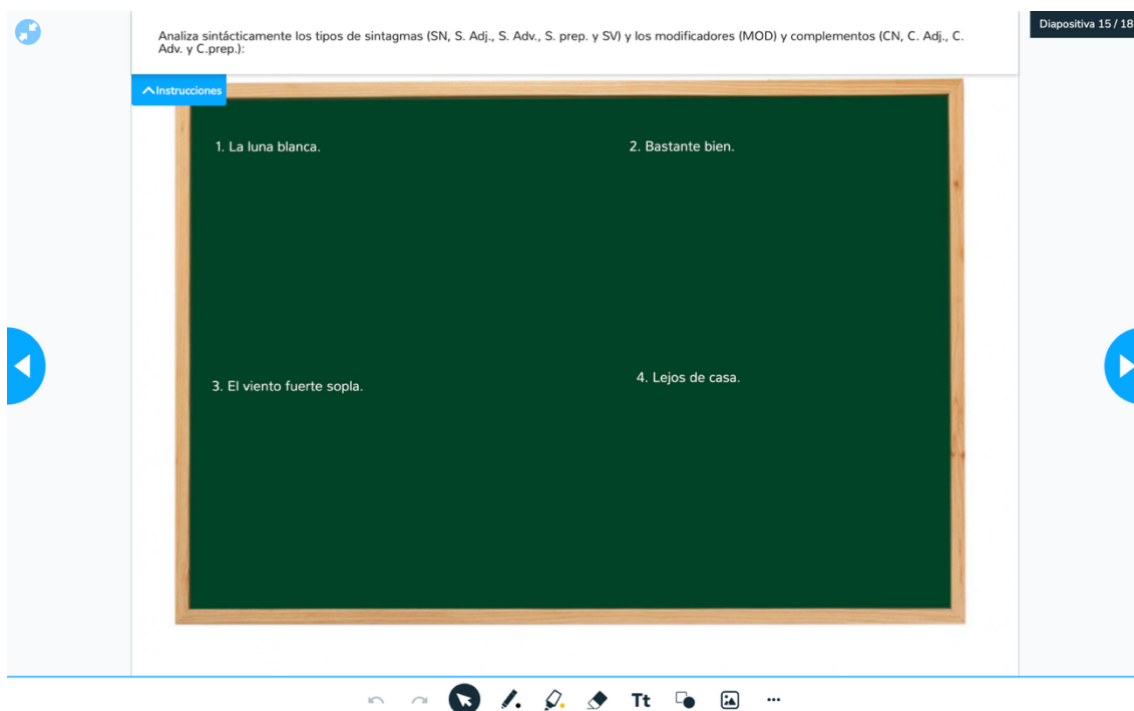 Diapositiva 15 / 18
Analiza sintácticamente los tipos de sintagmas (SN, S. Adj., S. Adv., S. prep. y SV) y los modificadores (MOD) y complementos (CN, C. Adj., C.
Adv. y C.prep.):
Instrucciones
1. La luna blanca.
2. Bastante bien.
3. El viento fuerte sopla.
4. Lejos de casa.
Tt